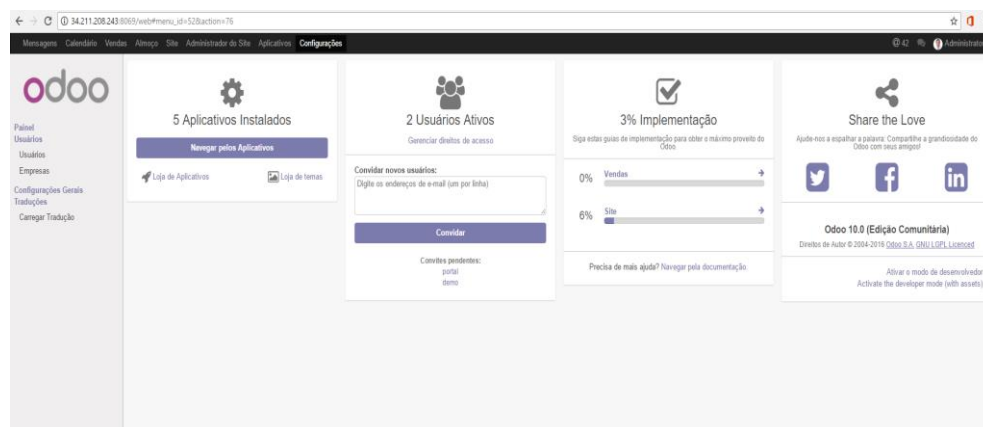 34.211.208.243:8069/web#menu_id=52&action=76
Mensagens Calendário Vendas Almoço Site Administrador do Site Aplicativos Configurações @ 42 Administrato
odoo
Painel
Usuários
Usuários
Empresas
Configurações Gerais
Traduções
Carregar Tradução
5 Aplicativos Instalados
Navegar pelos Aplicativos
Loja de Aplicativos Loja de temas
2 Usuários Ativos
Gerenciar direitos de acesso
Convidar novos usuários:
Digite os endereços de e-mail (um por linha)
Convidar
Convites pendentes:
portal
demo
3% Implementação
Siga estas guias de implementação para obter o máximo proveito do
Odoo.
0% Vendas
6% Site
Precisa de mais ajuda? Navegar pela documentação.
Share the Love
Ajude-nos a espalhar a palavra: Compartilhe a grandiosidade do
Odoo com seus amigos!
Odoo 10.0 (Edição Comunitária)
Direitos de Autor © 2004-2016 Odoo S.A. GNU LGPL Licenced
Ativar o modo de desenvolvedor
Activate the developer mode (with assets)